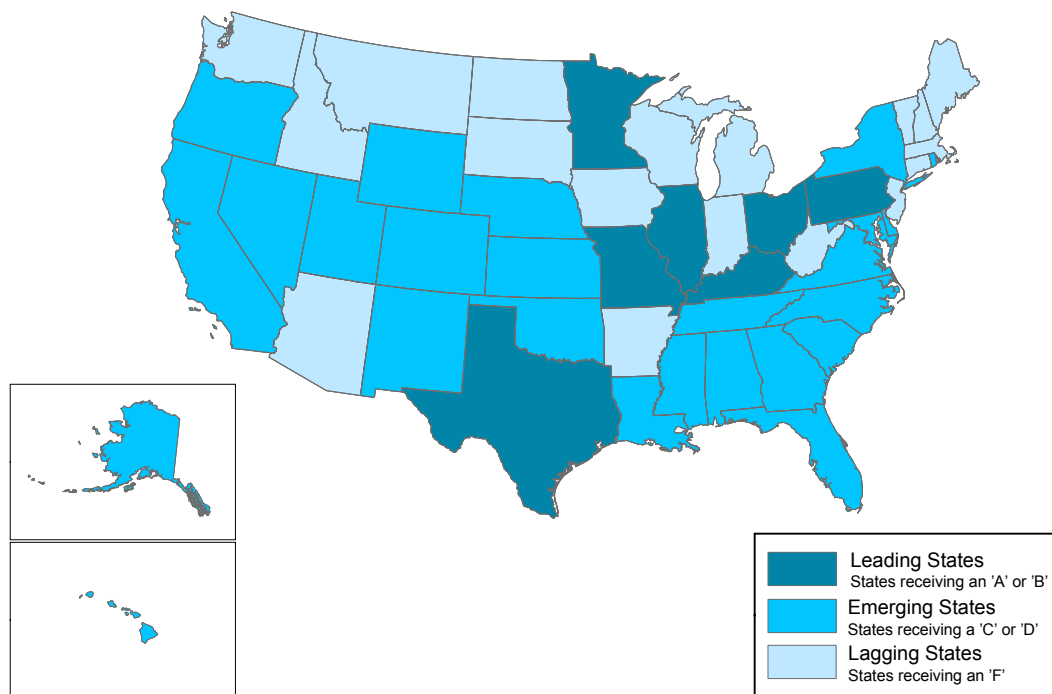 Leading States
States receiving an 'A' or 'B'
Emerging States
States receiving a 'C' or 'D'
Lagging States
States receiving an 'F'